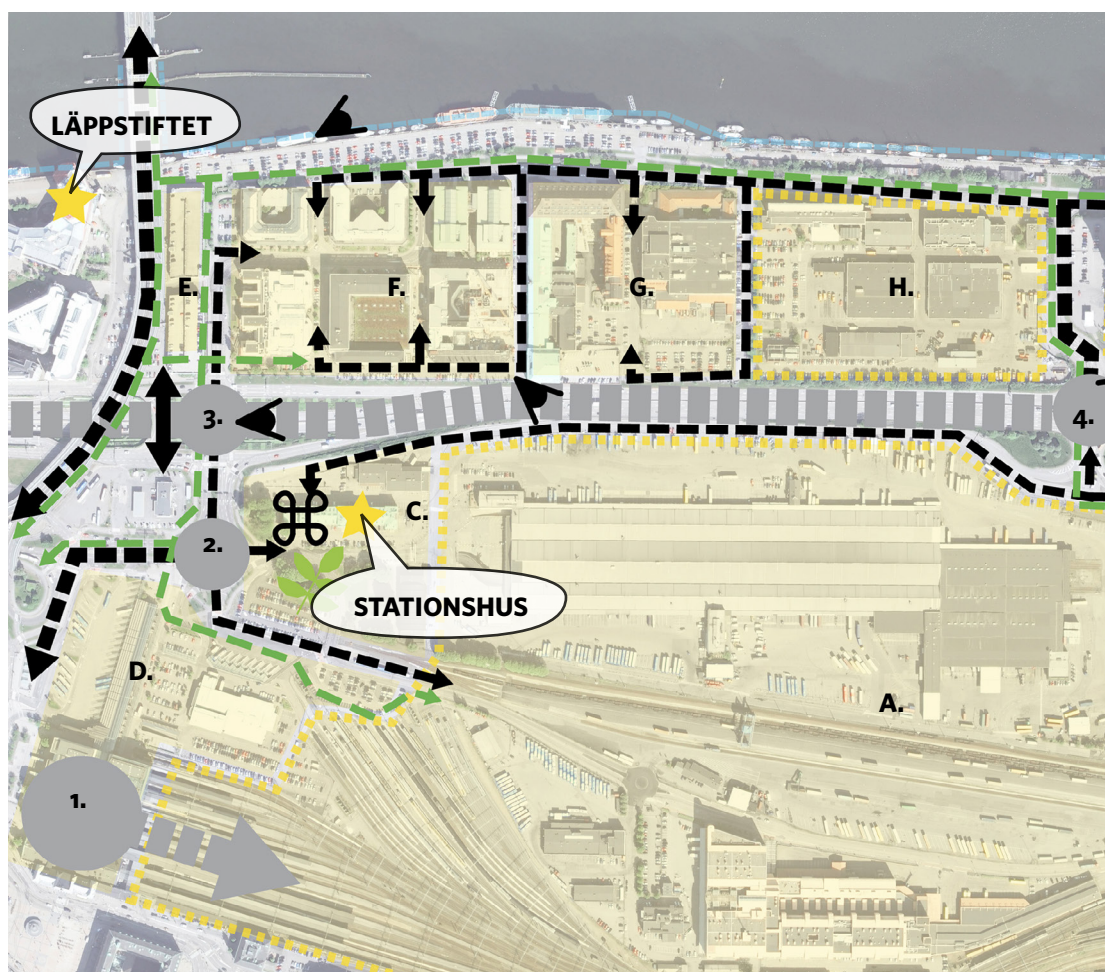 LÄPPSTIFTET
E.
F.
G.
H.
3.
4.
C.
2.
STATIONSHUS
D.
A.
1.